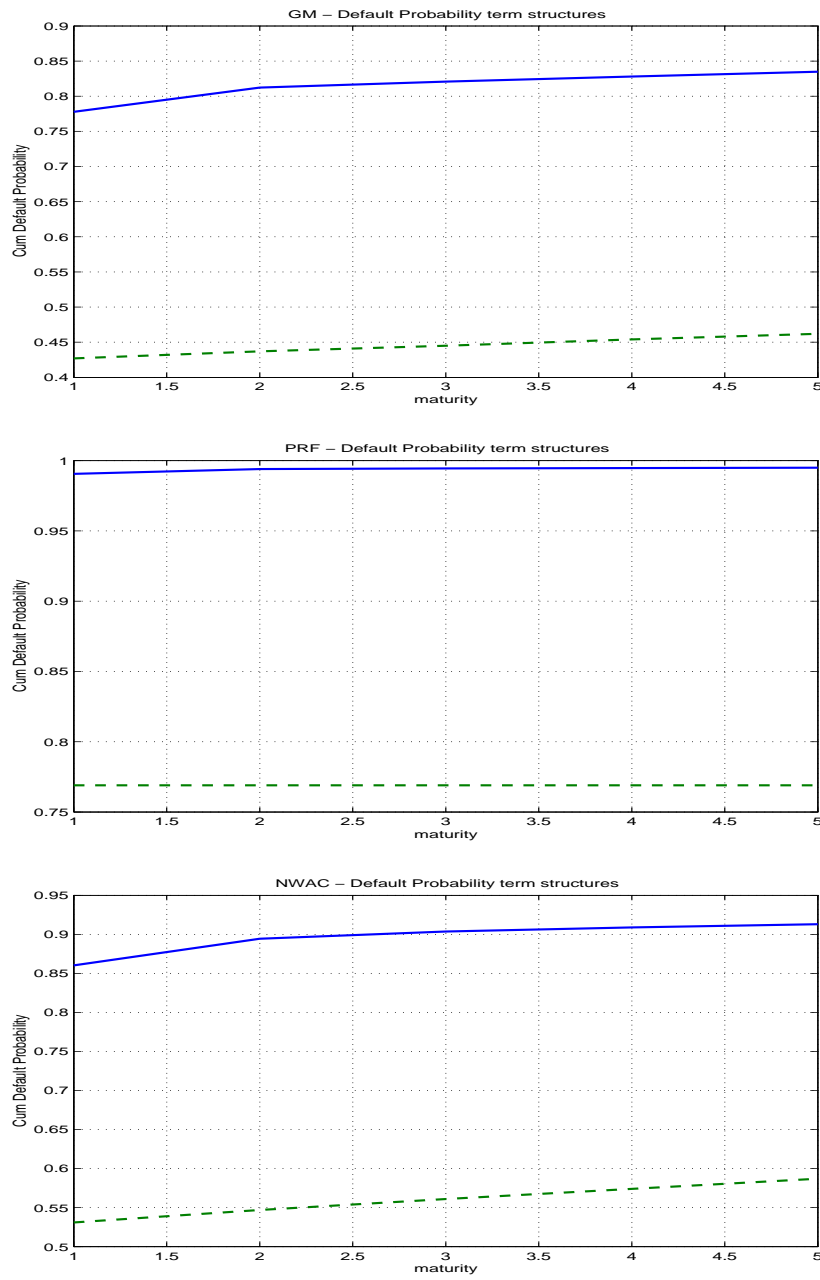 GM – Default Probability term structures
0.9
0.85
0.8
0.75
0.7
0.65
0.6
0.55
0.5
0.45
0.4
Cum Default Probability
1 1.5 2 2.5 3 3.5 4 4.5 5
maturity
PRF – Default Probability term structures
1
0.95
0.9
0.85
0.8
0.75
Cum Default Probability
1 1.5 2 2.5 3 3.5 4 4.5 5
maturity
NWAC – Default Probability term structures
0.95
0.9
0.85
0.8
0.75
0.7
0.65
0.6
0.55
0.5
Cum Default Probability
1 1.5 2 2.5 3 3.5 4 4.5 5
maturity